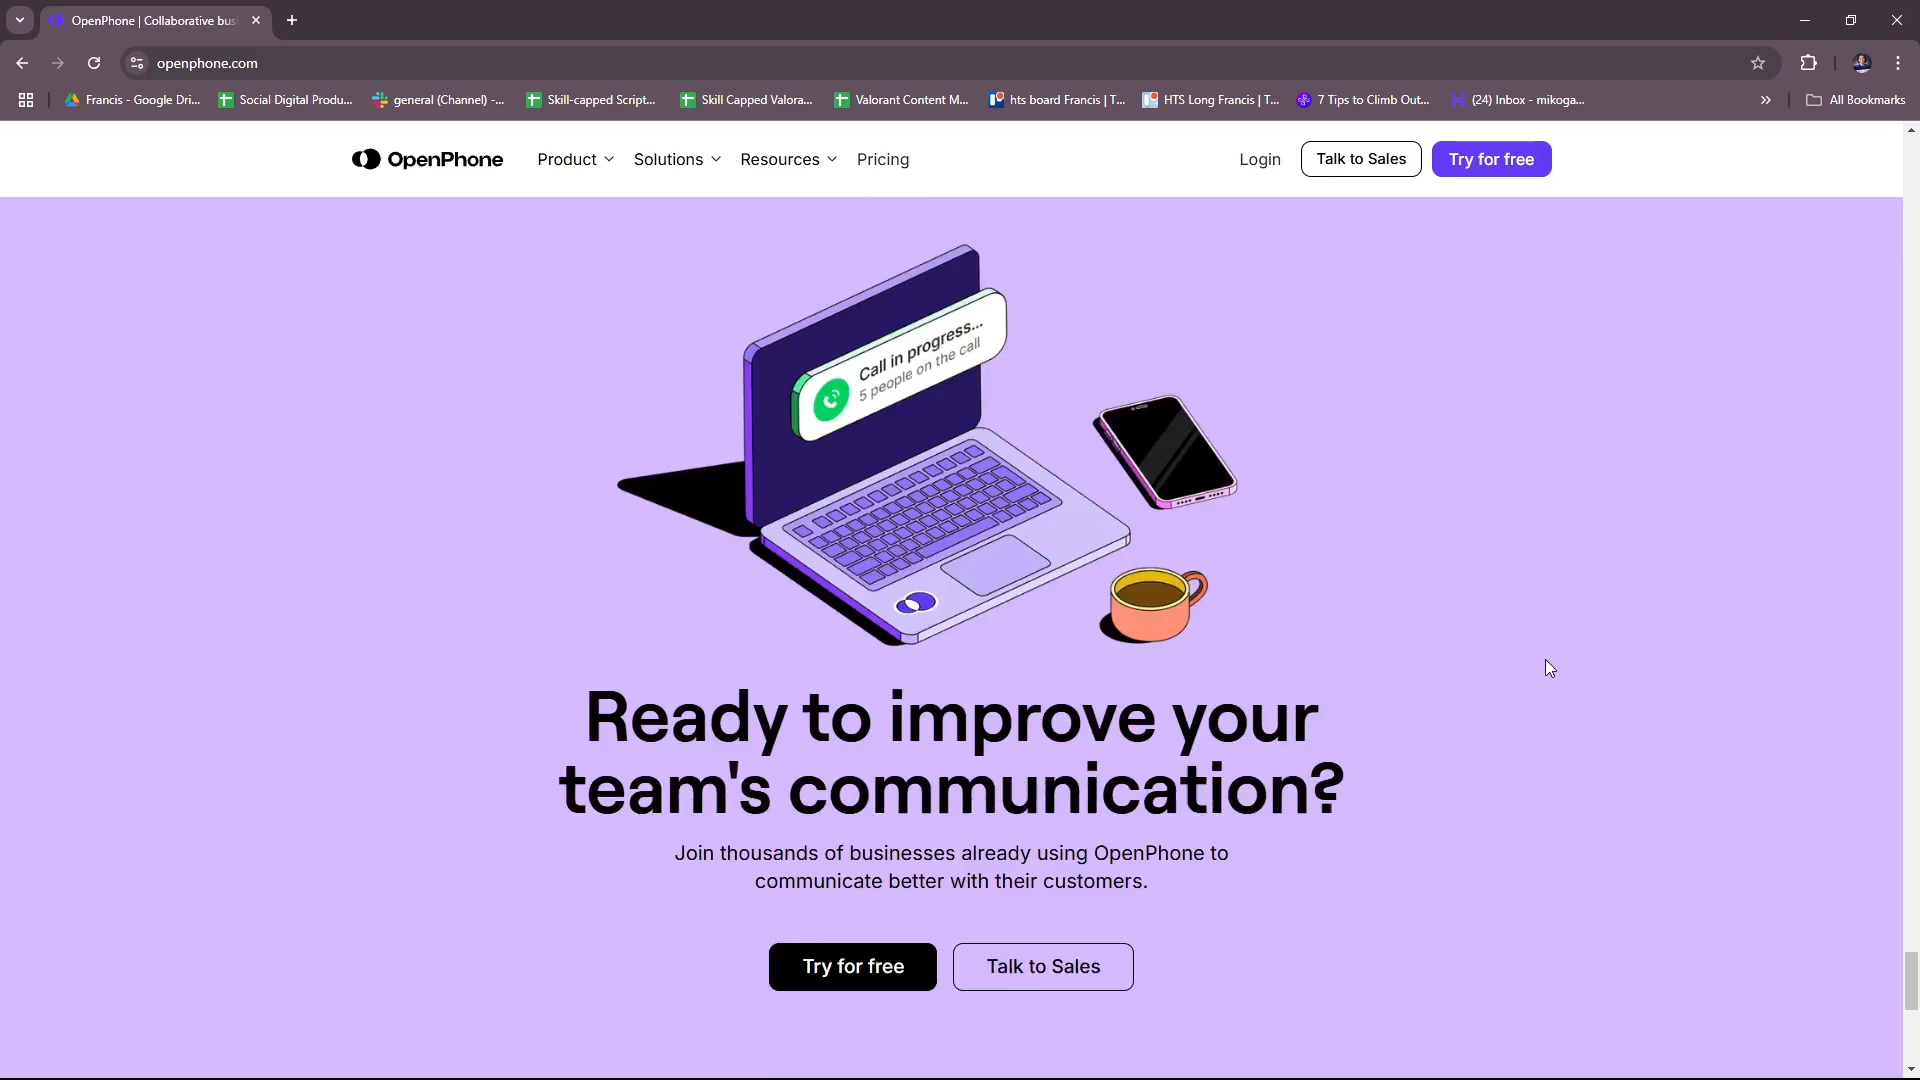 OpenPhone | Collaborative busi
openphone.com
Francis - Google Dri...
Social Digital Produ...
general (Channel) -...
Skill-capped Script...
Skill Capped Valora...
Valorant Content M...
hts board Francis | T...
HTS Long Francis | T...
7 Tips to Climb Out...
(24) Inbox - mikoga...
All Bookmarks
OpenPhone
Product
Solutions
Resources
Pricing
Login
Talk to Sales
Try for free
Call in progress...
5 people on the call
Ready to improve your
team's communication?
Join thousands of businesses already using OpenPhone to
communicate better with their customers.
Try for free
Talk to Sales